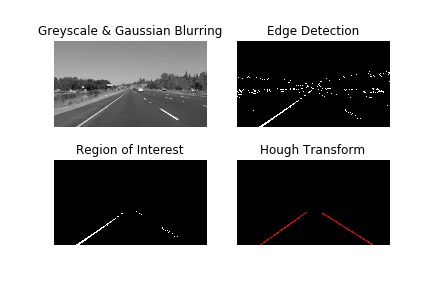 Greyscale & Gaussian Blurring
Edge Detection
Region of Interest
Hough Transform